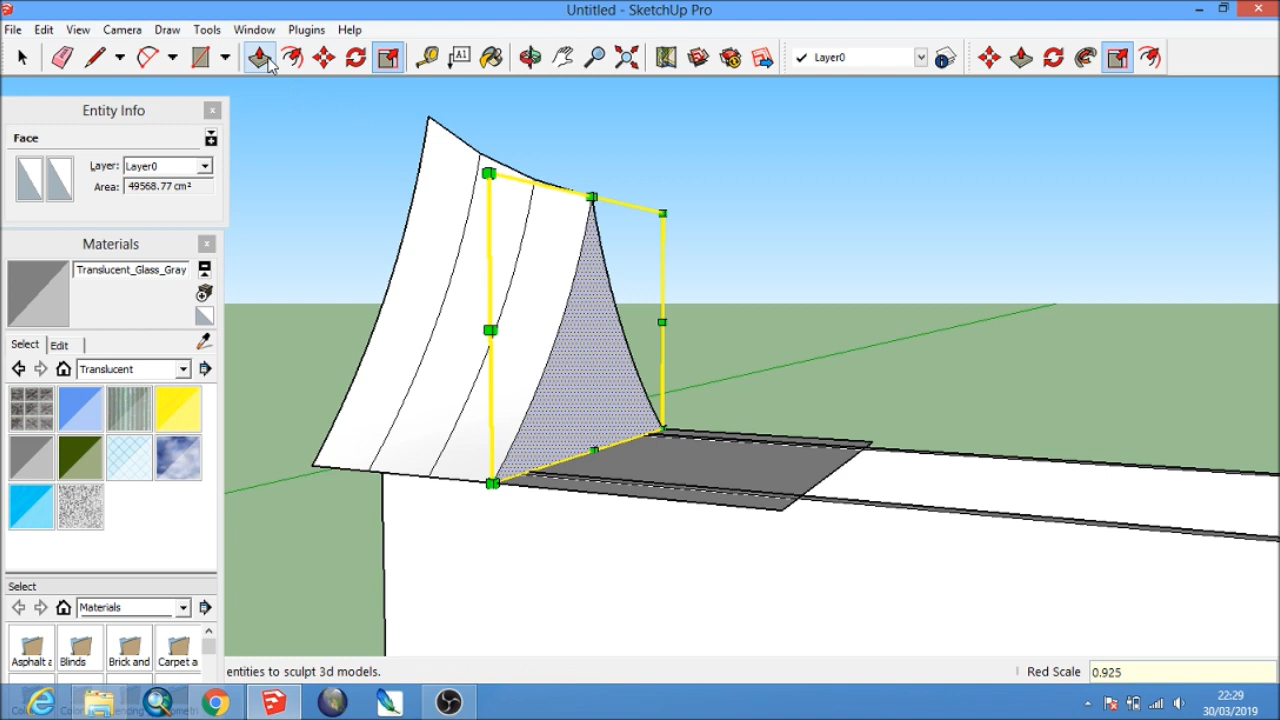 Untitled - SketchUp Pro
File Edit View Camera Draw Tools Window Plugins Help
A1
Layer0
Entity Info
Face
Layer: Layer0
Area: 49568.77 cm²
Materials
Translucent_Glass_Gray
Select Edit
Translucent
Select
Materials
Asphalt a Blinds Brick and Carpet a
entities to sculpt 3d models.
Red Scale 0.925
22:29
30/03/2019